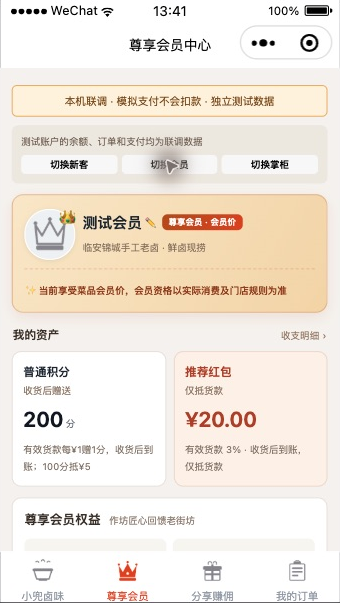 WeChat
13:41
100%
尊享会员中心
本机联调 · 模拟支付不会扣款 · 独立测试数据
测试账户的余额、订单和支付均为联调数据
切换新客
切换 员
切换掌柜
测试会员
尊享会员 · 会员价
临安锦城手工老卤 · 鲜卤现捞
当前享受菜品会员价，会员资格以实际消费及门店规则为准
我的资产
收支明细 ›
普通积分
收货后赠送
200 分
有效货款每¥1赠1分，收货后到
账；100分抵¥5
推荐红包
仅抵货款
¥20.00
有效货款 3% · 收货后到账，
仅抵货款
尊享会员权益
作坊匠心回馈老街坊
小兜卤味
尊享会员
分享赚佣
我的订单